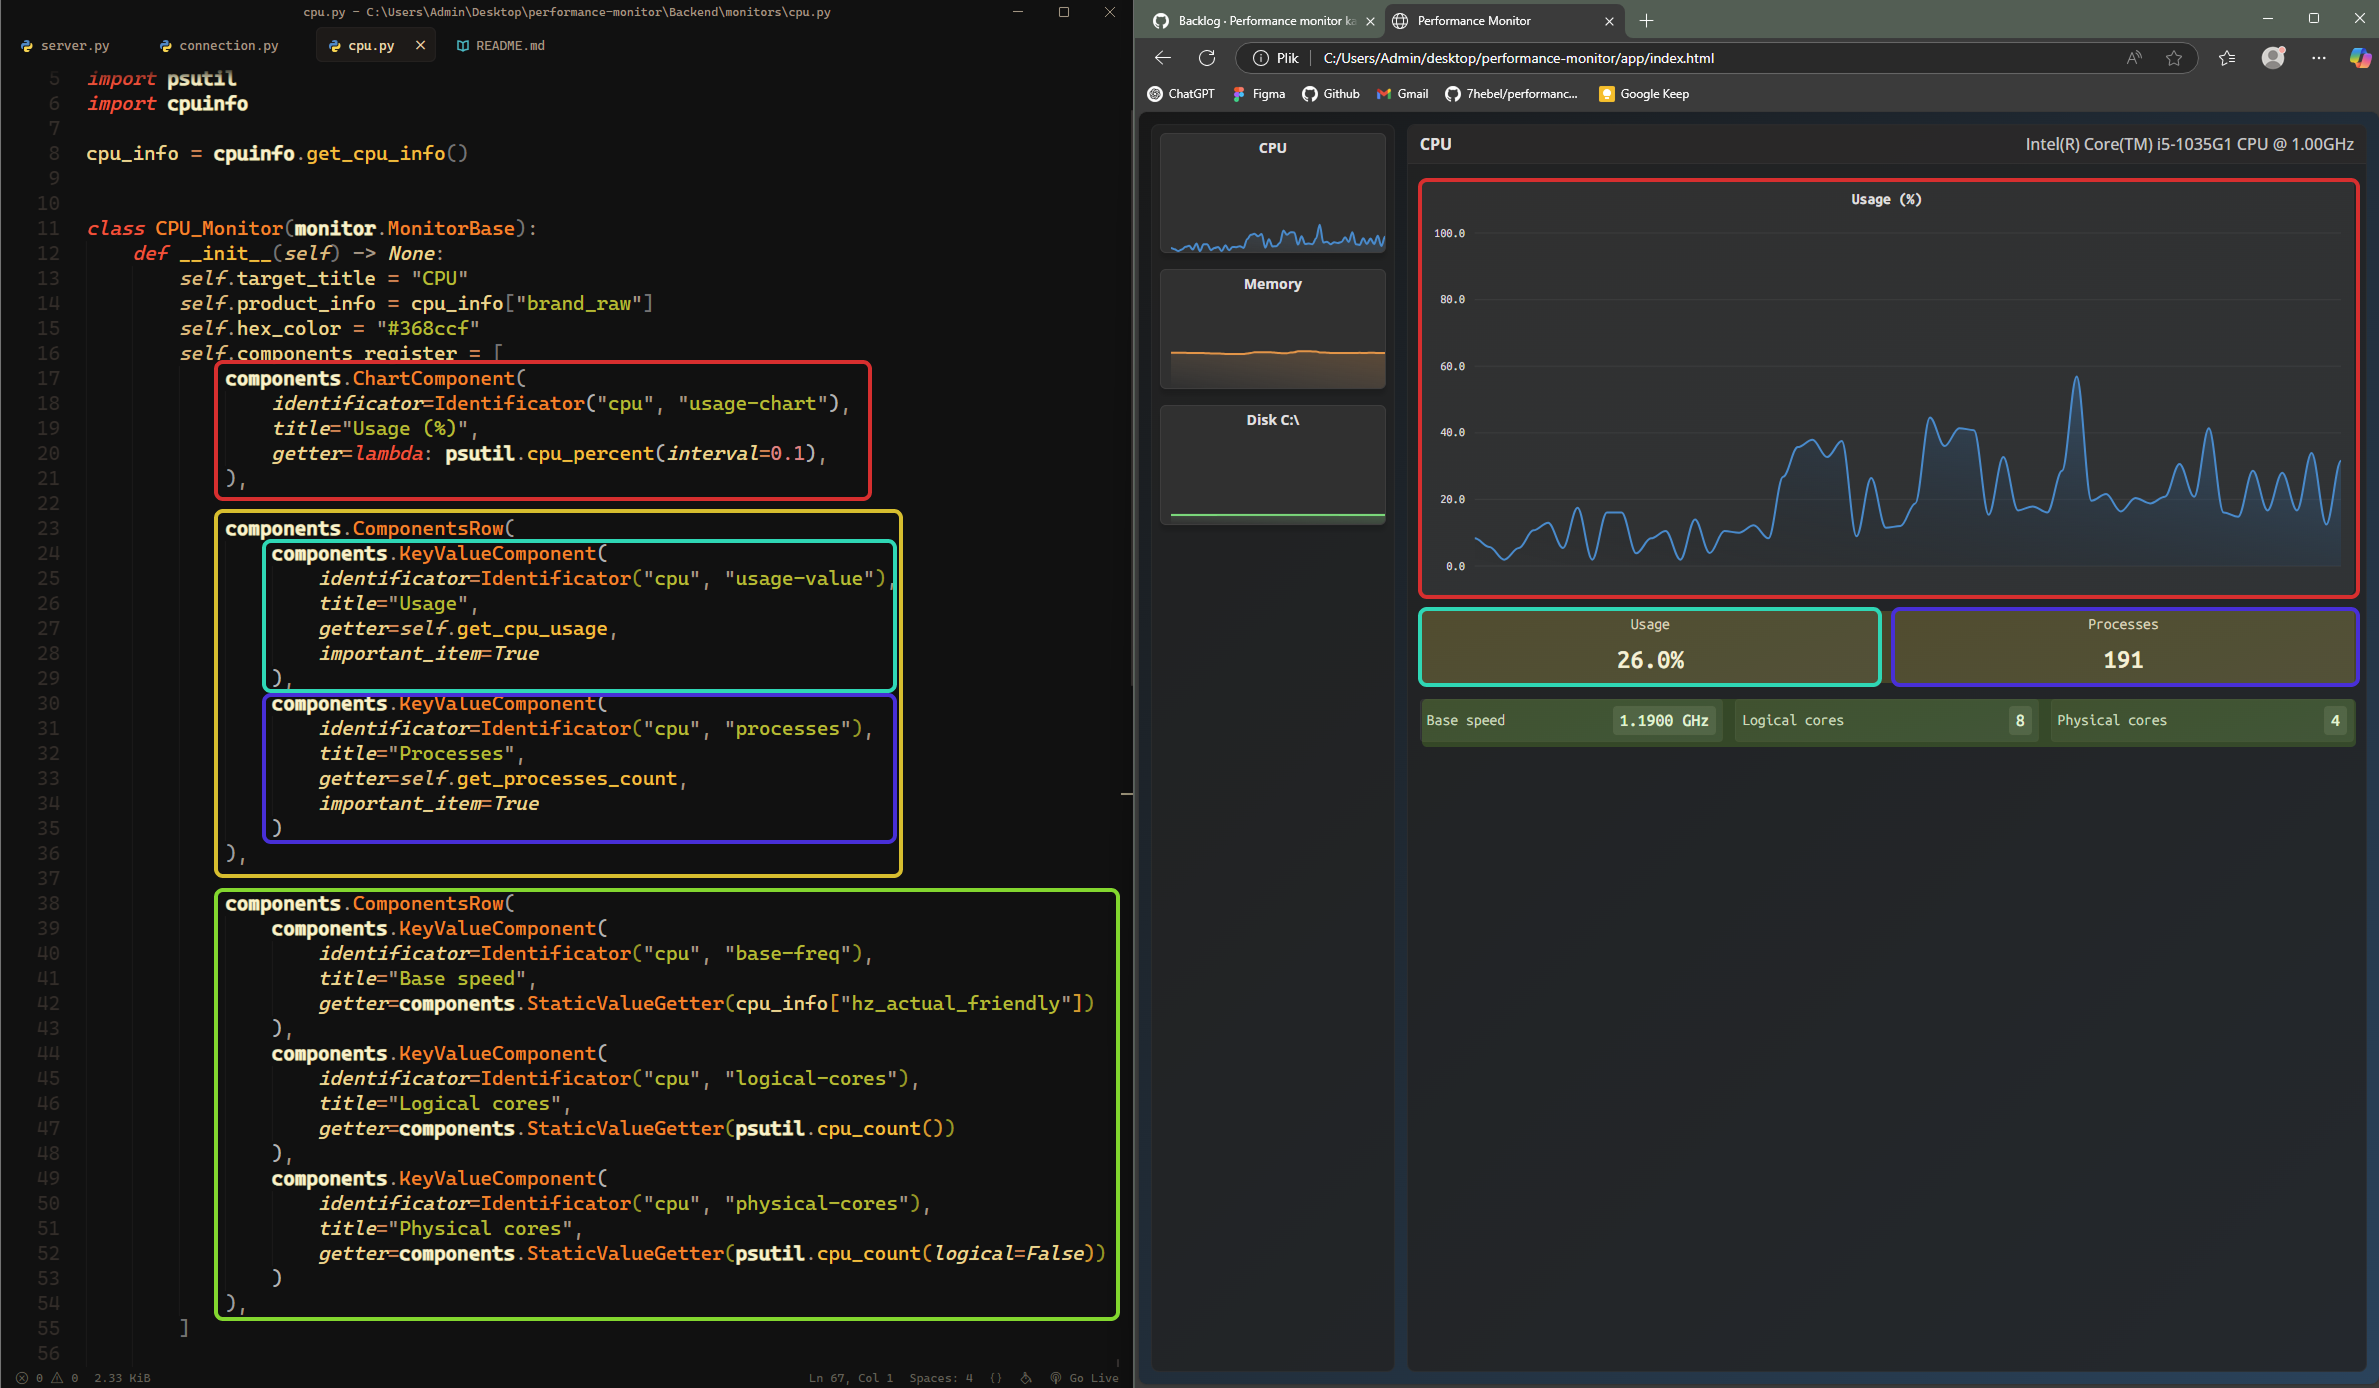 cpu.py - C:\Users\Admin\Desktop\performance-monitor\Backend\monitors\cpu.py
server.py
connection.py
cpu.py
README.md
5 import psutil
6 import cpuinfo
7
8 cpu_info = cpuinfo.get_cpu_info()
9
10
11 class CPU_Monitor(monitor.MonitorBase):
12 def __init__(self) -> None:
13 self.target_title = "CPU"
14 self.product_info = cpu_info["brand_raw"]
15 self.hex_color = "#368ccf"
16 self.components_register = [
17 components.ChartComponent(
18 identificator=Identificator("cpu", "usage-chart"),
19 title="Usage (%)",
20 getter=lambda: psutil.cpu_percent(interval=0.1),
21 ),
22
23 components.ComponentsRow(
24 components.KeyValueComponent(
25 identificator=Identificator("cpu", "usage-value"),
26 title="Usage",
27 getter=self.get_cpu_usage,
28 important_item=True
29 ),
30 components.KeyValueComponent(
31 identificator=Identificator("cpu", "processes"),
32 title="Processes",
33 getter=self.get_processes_count,
34 important_item=True
35 )
36 ),
37
38 components.ComponentsRow(
39 components.KeyValueComponent(
40 identificator=Identificator("cpu", "base-freq"),
41 title="Base speed",
42 getter=components.StaticValueGetter(cpu_info["hz_actual_friendly"])
43 ),
44 components.KeyValueComponent(
45 identificator=Identificator("cpu", "logical-cores"),
46 title="Logical cores",
47 getter=components.StaticValueGetter(psutil.cpu_count())
48 ),
49 components.KeyValueComponent(
50 identificator=Identificator("cpu", "physical-cores"),
51 title="Physical cores",
52 getter=components.StaticValueGetter(psutil.cpu_count(logical=False))
53 )
54 ),
55 ]
56
0 0 2.33 KiB
Ln 67, Col 1 Spaces: 4 {} Go Live
Backlog · Performance monitor ka
Performance Monitor
Plik
C:/Users/Admin/desktop/performance-monitor/app/index.html
ChatGPT
Figma
Github
Gmail
7hebel/performanc...
Google Keep
CPU
Memory
Disk C:\
CPU
Intel(R) Core(TM) i5-1035G1 CPU @ 1.00GHz
Usage (%)
100.0
80.0
60.0
40.0
20.0
0.0
Usage
26.0%
Processes
191
Base speed 1.1900 GHz
Logical cores 8
Physical cores 4